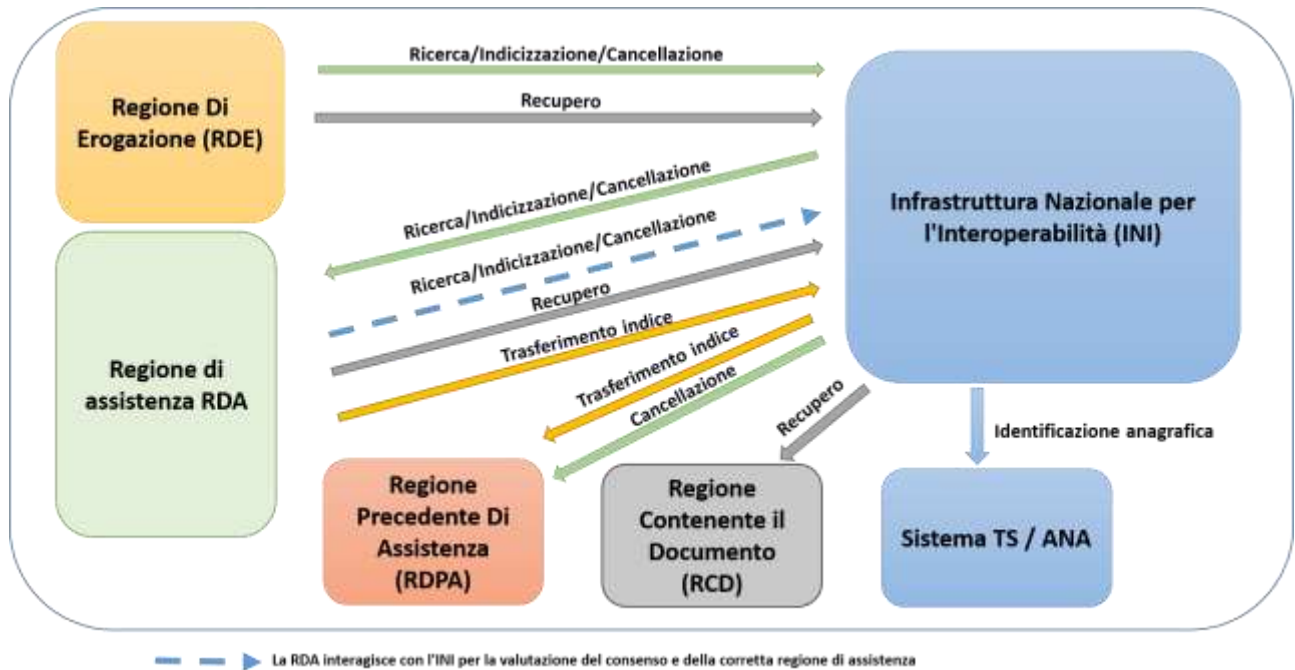 Regione Di
Erogazione (RDE)
Ricerca/Indicizzazione/Cancellazione
Recupero
Ricerca/Indicizzazione/Cancellazione
Ricerca/Indicizzazione/Cancellazione
Recupero
Trasferimento indice
Trasferimento indice
Cancellazione
Recupero
Infrastruttura Nazionale per
l'Interoperabilità (INI)
Regione di
assistenza RDA
Identificazione anagrafica
Regione
Precedente Di
Assistenza
(RDPA)
Regione
Contenente il
Documento
(RCD)
Sistema TS / ANA
La RDA interagisce con l'INI per la valutazione del consenso e della corretta regione di assistenza